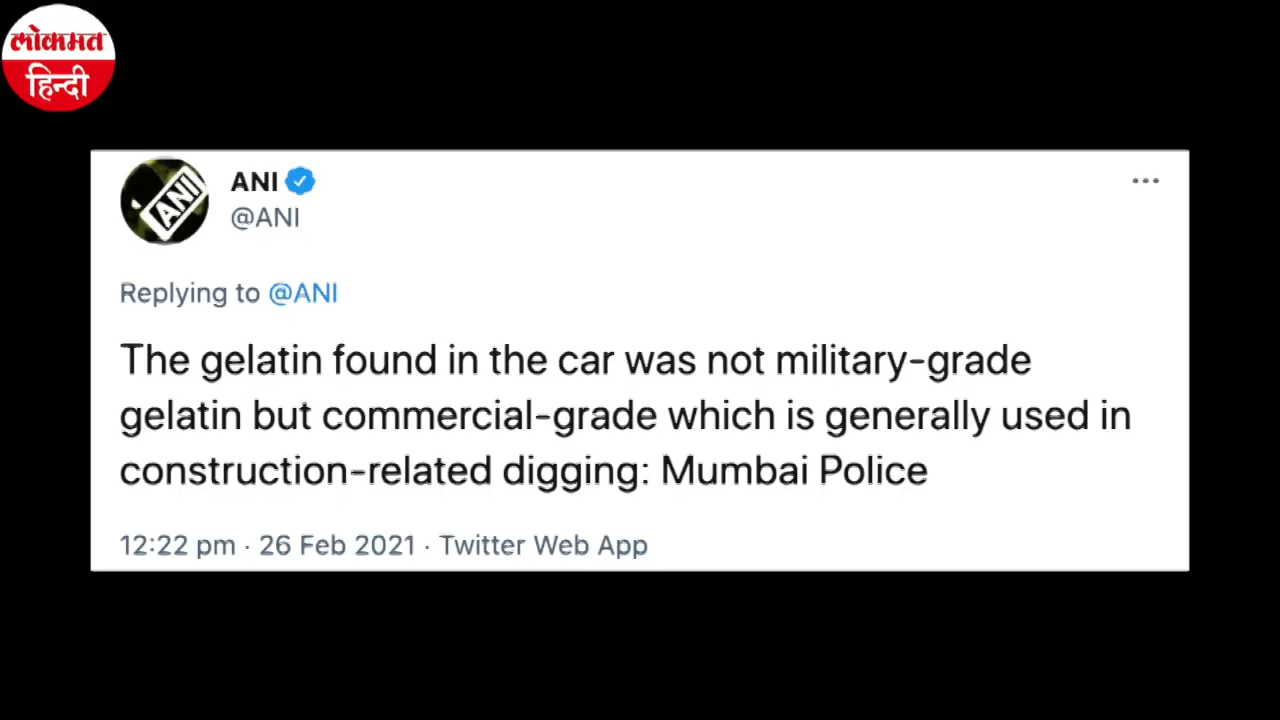 लोकमत
हिन्दी
ANI
ANI
@ANI
Replying to @ANI
The gelatin found in the car was not military-grade
gelatin but commercial-grade which is generally used in
construction-related digging: Mumbai Police
12:22 pm · 26 Feb 2021 · Twitter Web App